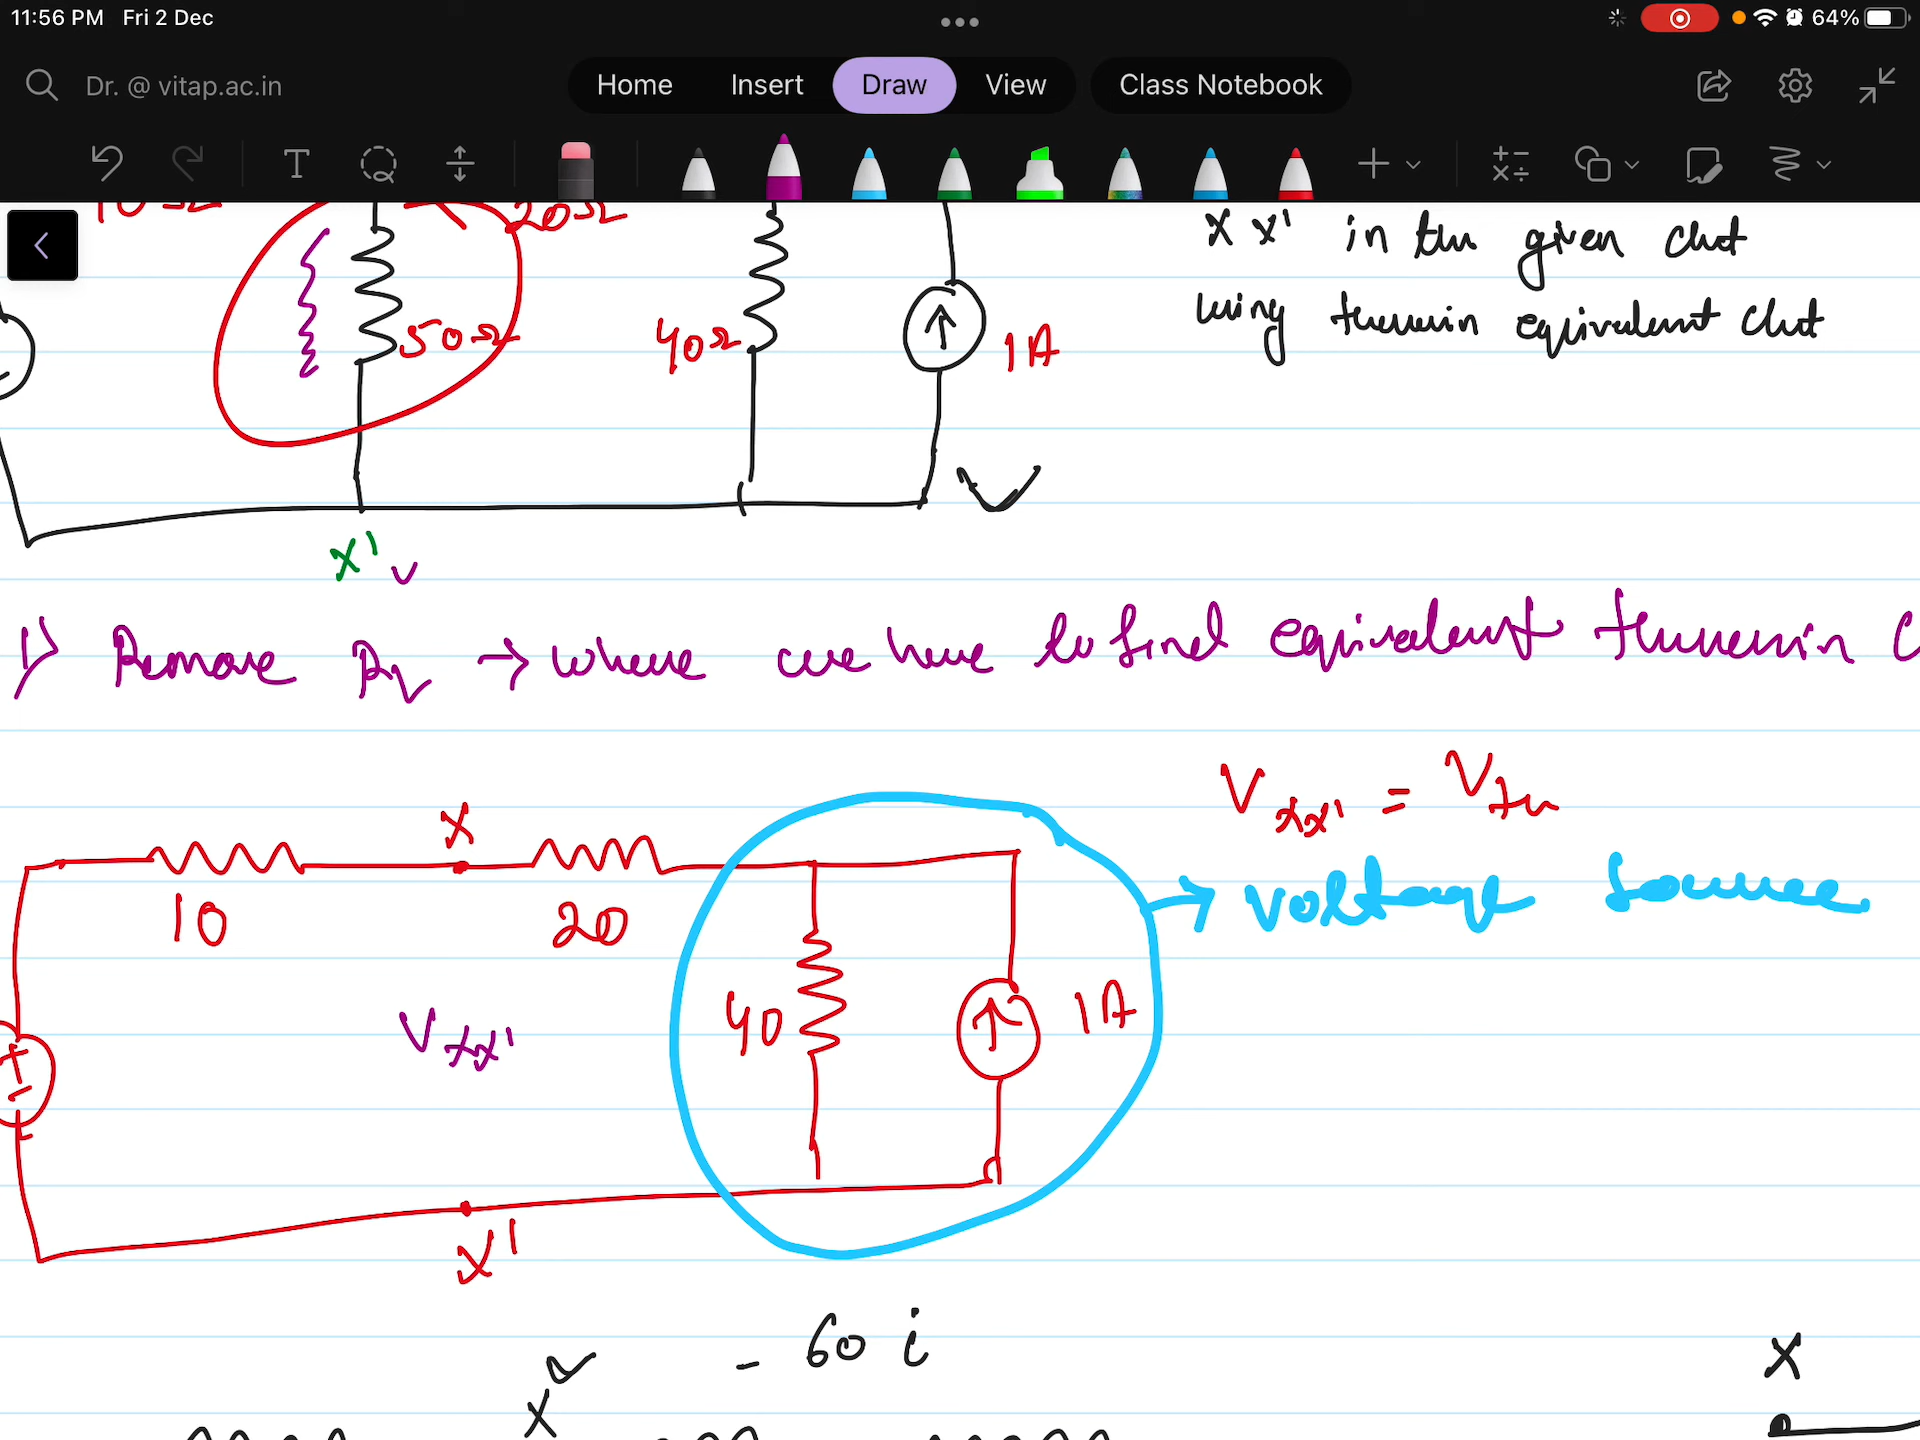 11:56 PM Fri 2 Dec
64%
Dr. @ vitap.ac.in
Home Insert Draw View Class Notebook
T
10Ω 20Ω
50Ω
40Ω
1A
X X' in the given ckt
using thevenin equivalent ckt
X'
1) Remove RL → where we have to find equivalent thevenin C
Vxx' = Vth
X
10
20
40
1A
→ voltage source
Vxx'
X'
- 60 i
X
X